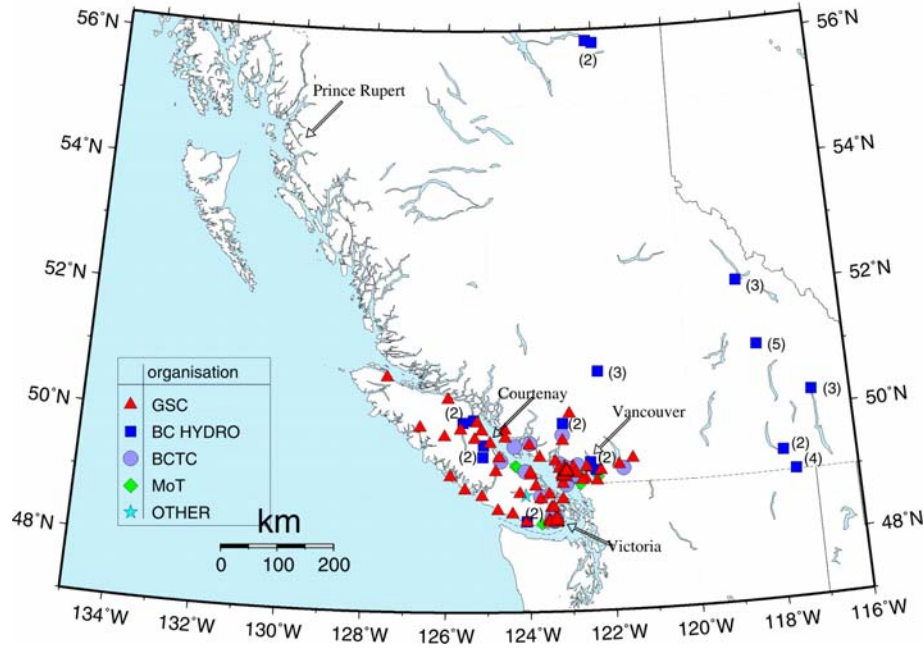 56°N
56°N
(2)
Prince Rupert
54°N
54°N
52°N
52°N
(3)
(5)
organisation
GSC
BC HYDRO
BCTC
MoT
OTHER
50°N
50°N
(3)
(3)
Courtenay
Vancouver
(2)
(2)
(2)
(2)
(2)
(4)
48°N
48°N
(2)
Victoria
km
0
100
200
134°W
132°W
130°W
128°W
126°W
124°W
122°W
120°W
118°W
116°W